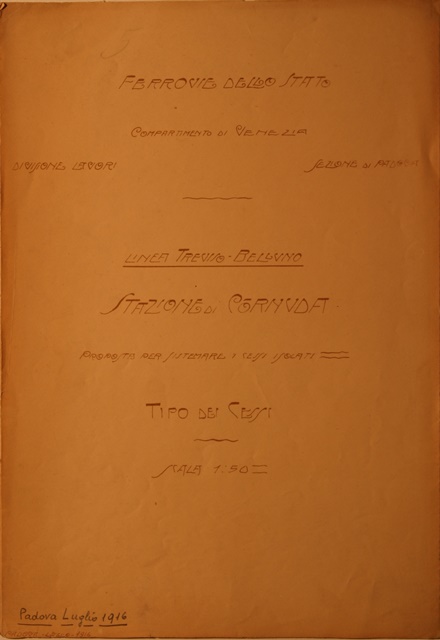 FERROVIE DELLO STATO
COMPARTIMENTO DI VENEZIA
DIVISIONE LAVORI
SEZIONE DI PADOVA
LINEA TREVISO-BELLUNO
STAZIONE DI CORNUDA
PROPOSTA PER SISTEMARE I CESSI ISOLATI
TIPO DEI CESSI
SCALA 1:50
Padova Luglio 1916